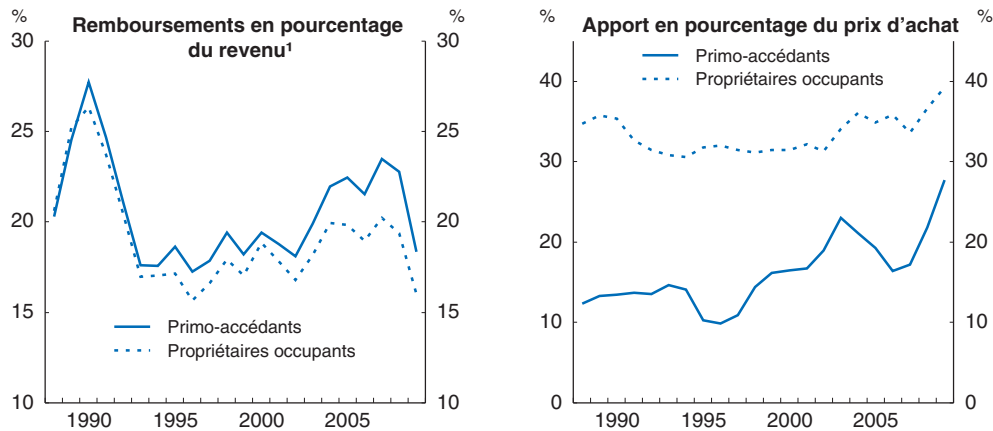 % Remboursements en pourcentage %
du revenu¹
30 30
25 25
20 20
15 15
10 10
Primo-accédants
Propriétaires occupants
1990 1995 2000 2005
% Apport en pourcentage du prix d'achat %
Primo-accédants
Propriétaires occupants
40 40
30 30
20 20
10 10
0 0
1990 1995 2000 2005